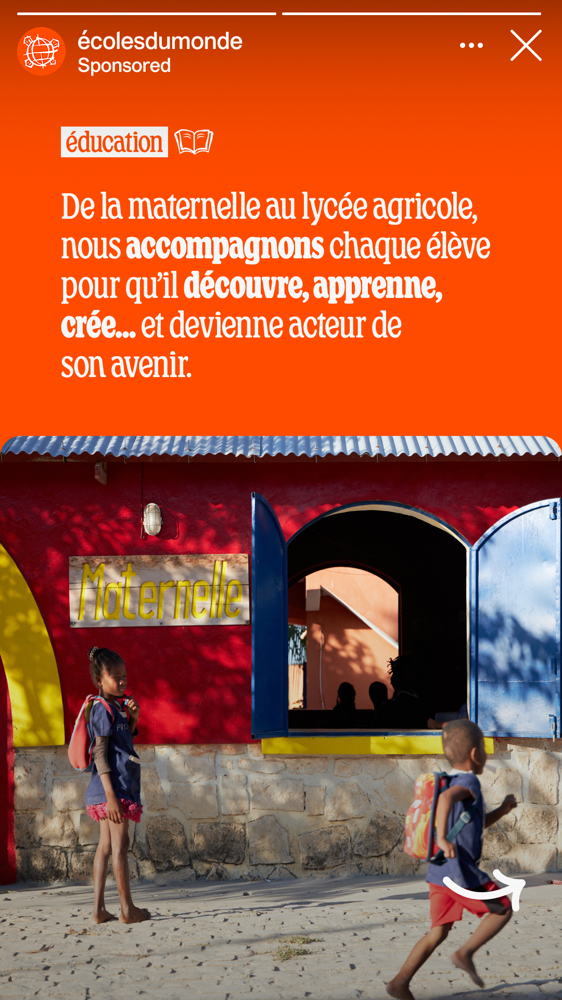 écolesdumonde
Sponsored
éducation
De la maternelle au lycée agricole,
nous accompagnons chaque élève
pour qu’il découvre, apprenne,
crée... et devienne acteur de
son avenir.
Maternelle